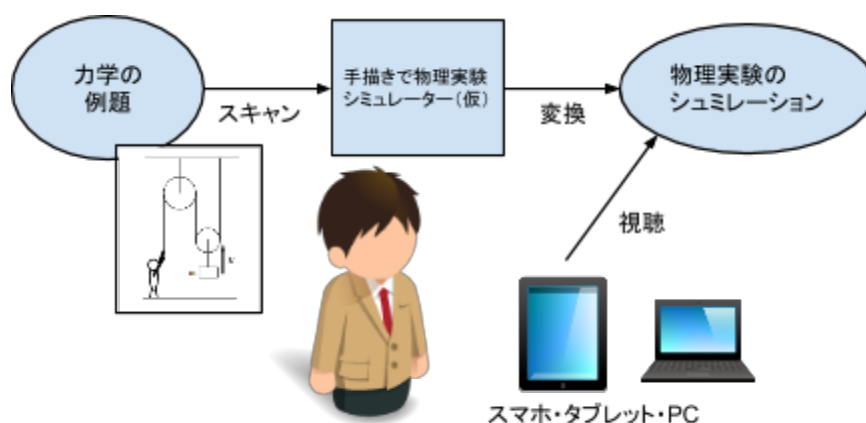 力学の
例題
スキャン
手描きで物理実験
シミュレーター(仮)
変換
物理実験の
シュミレーション
視聴
スマホ・タブレット・PC